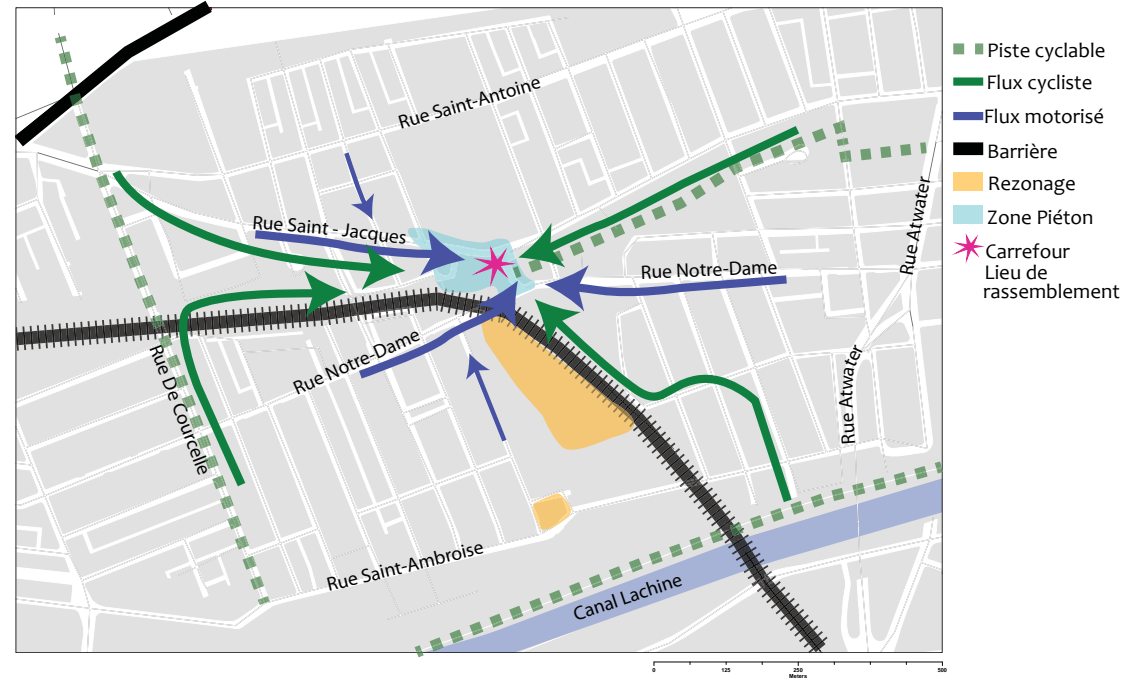 Rue Saint-Antoine
Rue Saint - Jacques
Rue Notre-Dame
Rue Notre-Dame
Rue De Courcelle
Rue Atwater
Rue Atwater
Rue Saint-Ambroise
Canal Lachine
Piste cyclable
Flux cycliste
Flux motorisé
Barrière
Rezonage
Zone Piéton
Carrefour
Lieu de
rassemblement
0 125 250 500
Meters